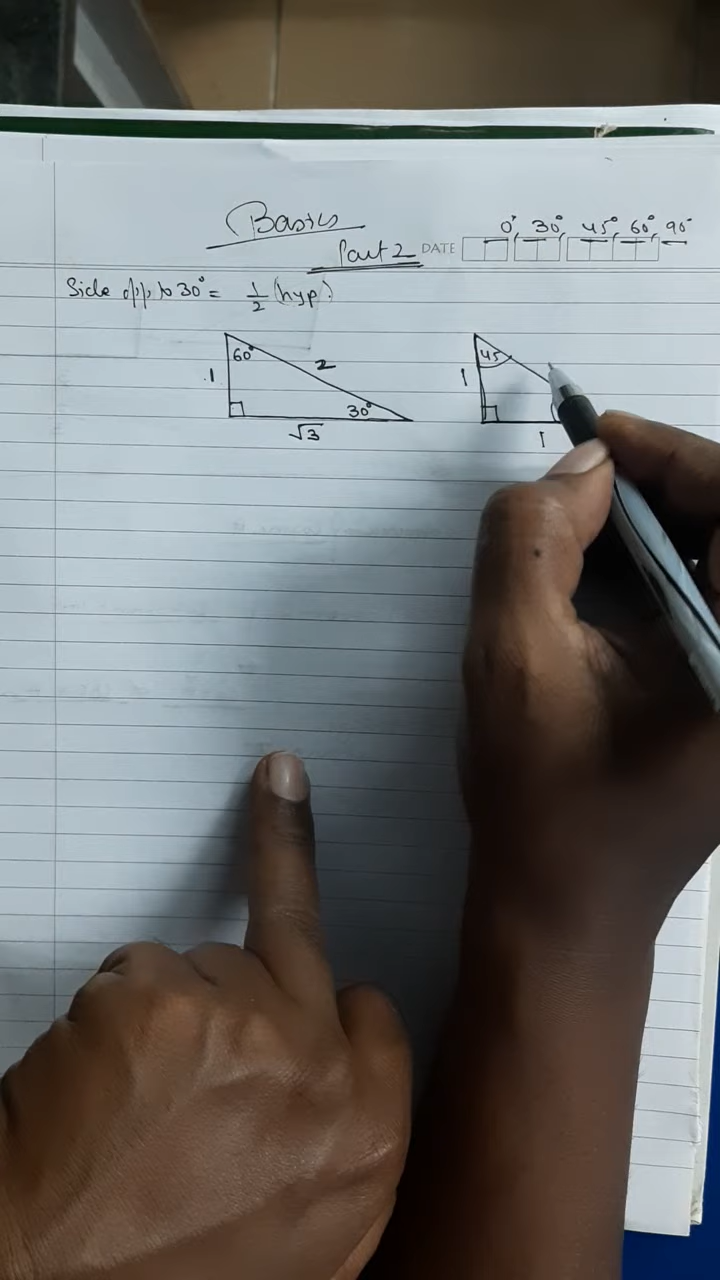 Basics
0°, 30°, 45°, 60°, 90°
Part 2 DATE
Side opp to 30° = 1/2 (hyp)
60°
1
2
30°
√3
45
1
1